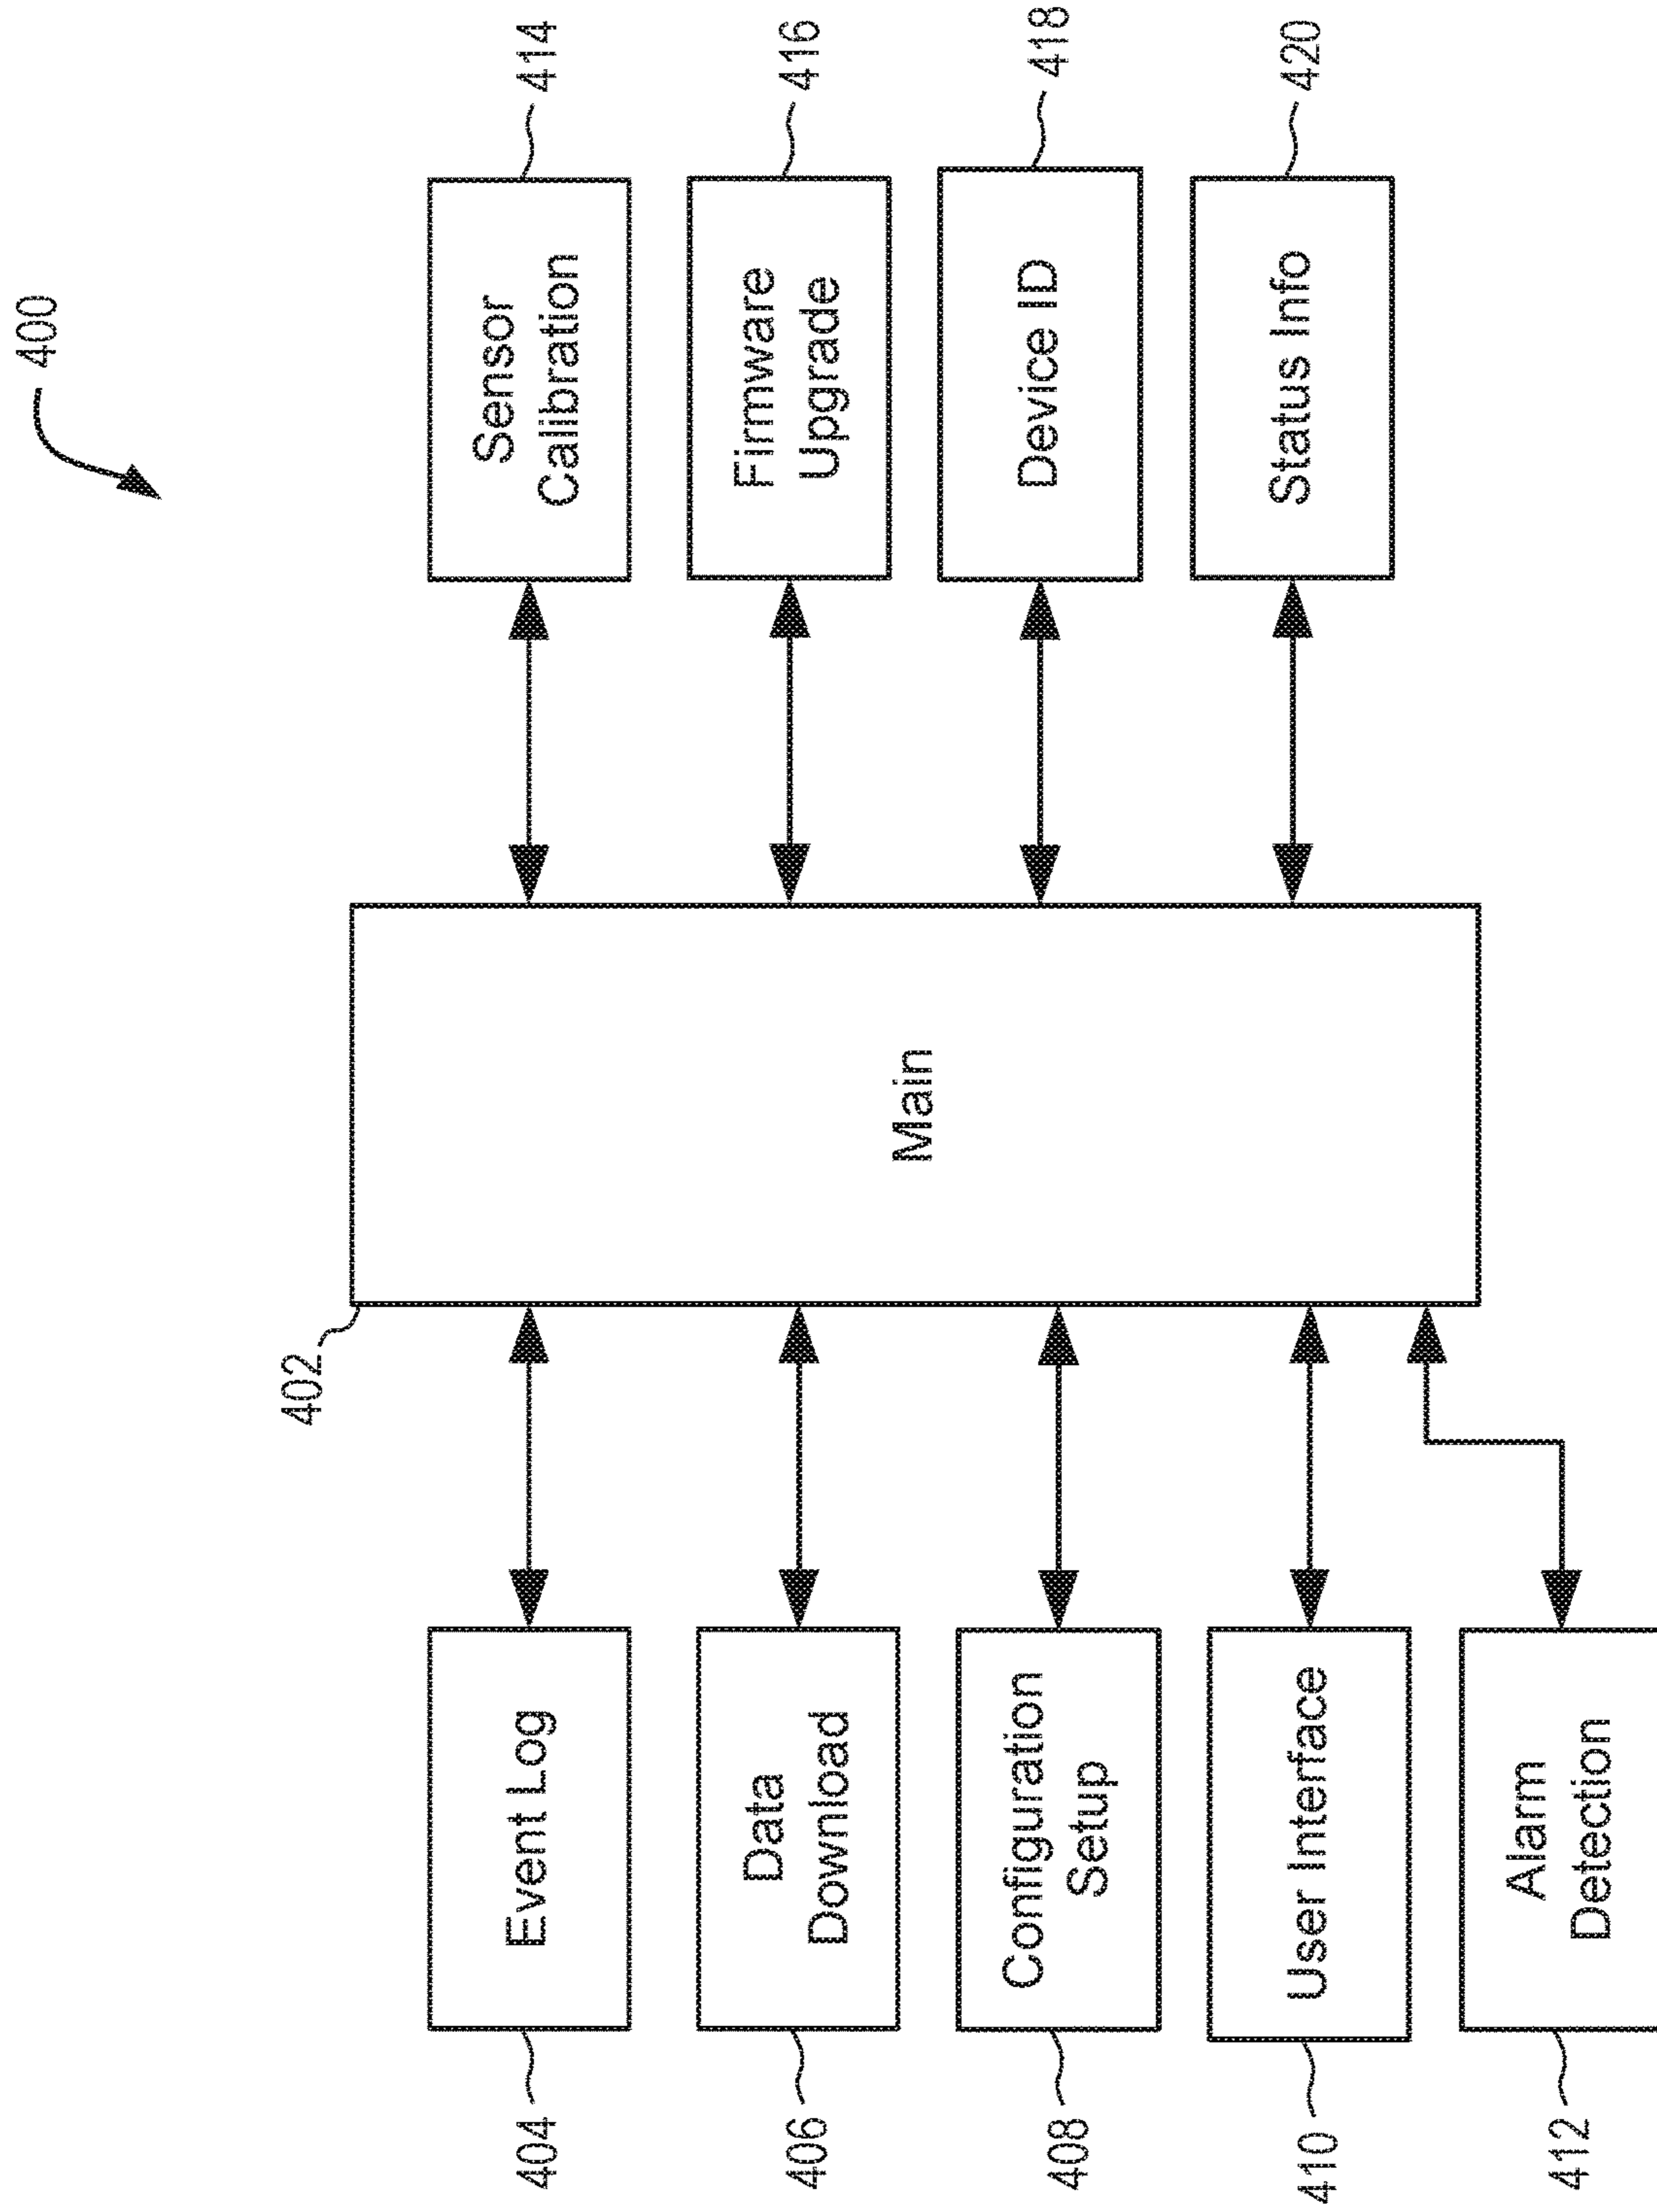 400
402
Main
404
Event Log
406
Data
Download
408
Configuration
Setup
410
User Interface
412
Alarm
Detection
Sensor
Calibration
414
Firmware
Upgrade
416
Device ID
418
Status Info
420